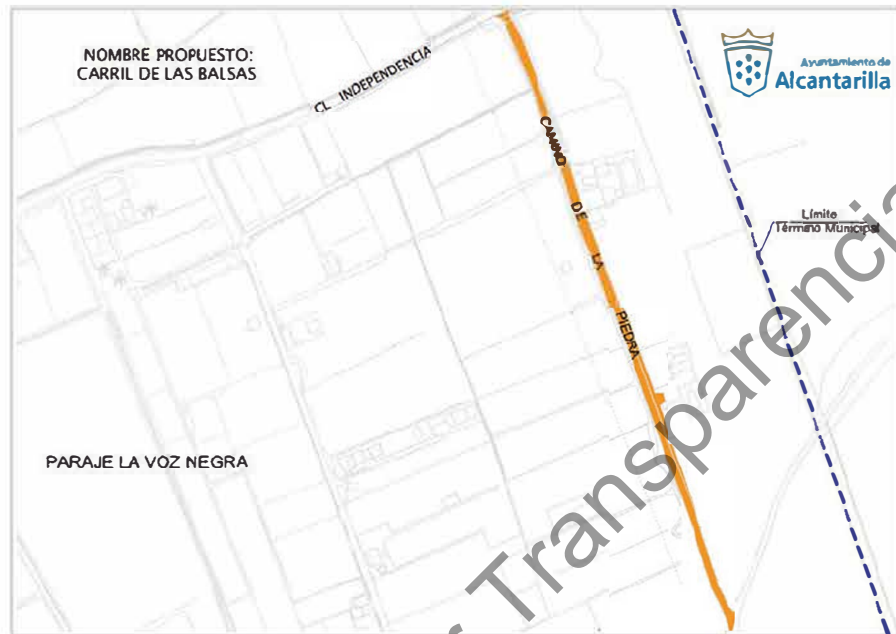 NOMBRE PROPUESTO:
CARRIL DE LAS BALSAS
CL INDEPENDENCIA
Ayuntamiento de
Alcantarilla
CAMINO DE LA PIEDRA
Límite
Término Municipal
PARAJE LA VOZ NEGRA
r Transparencia